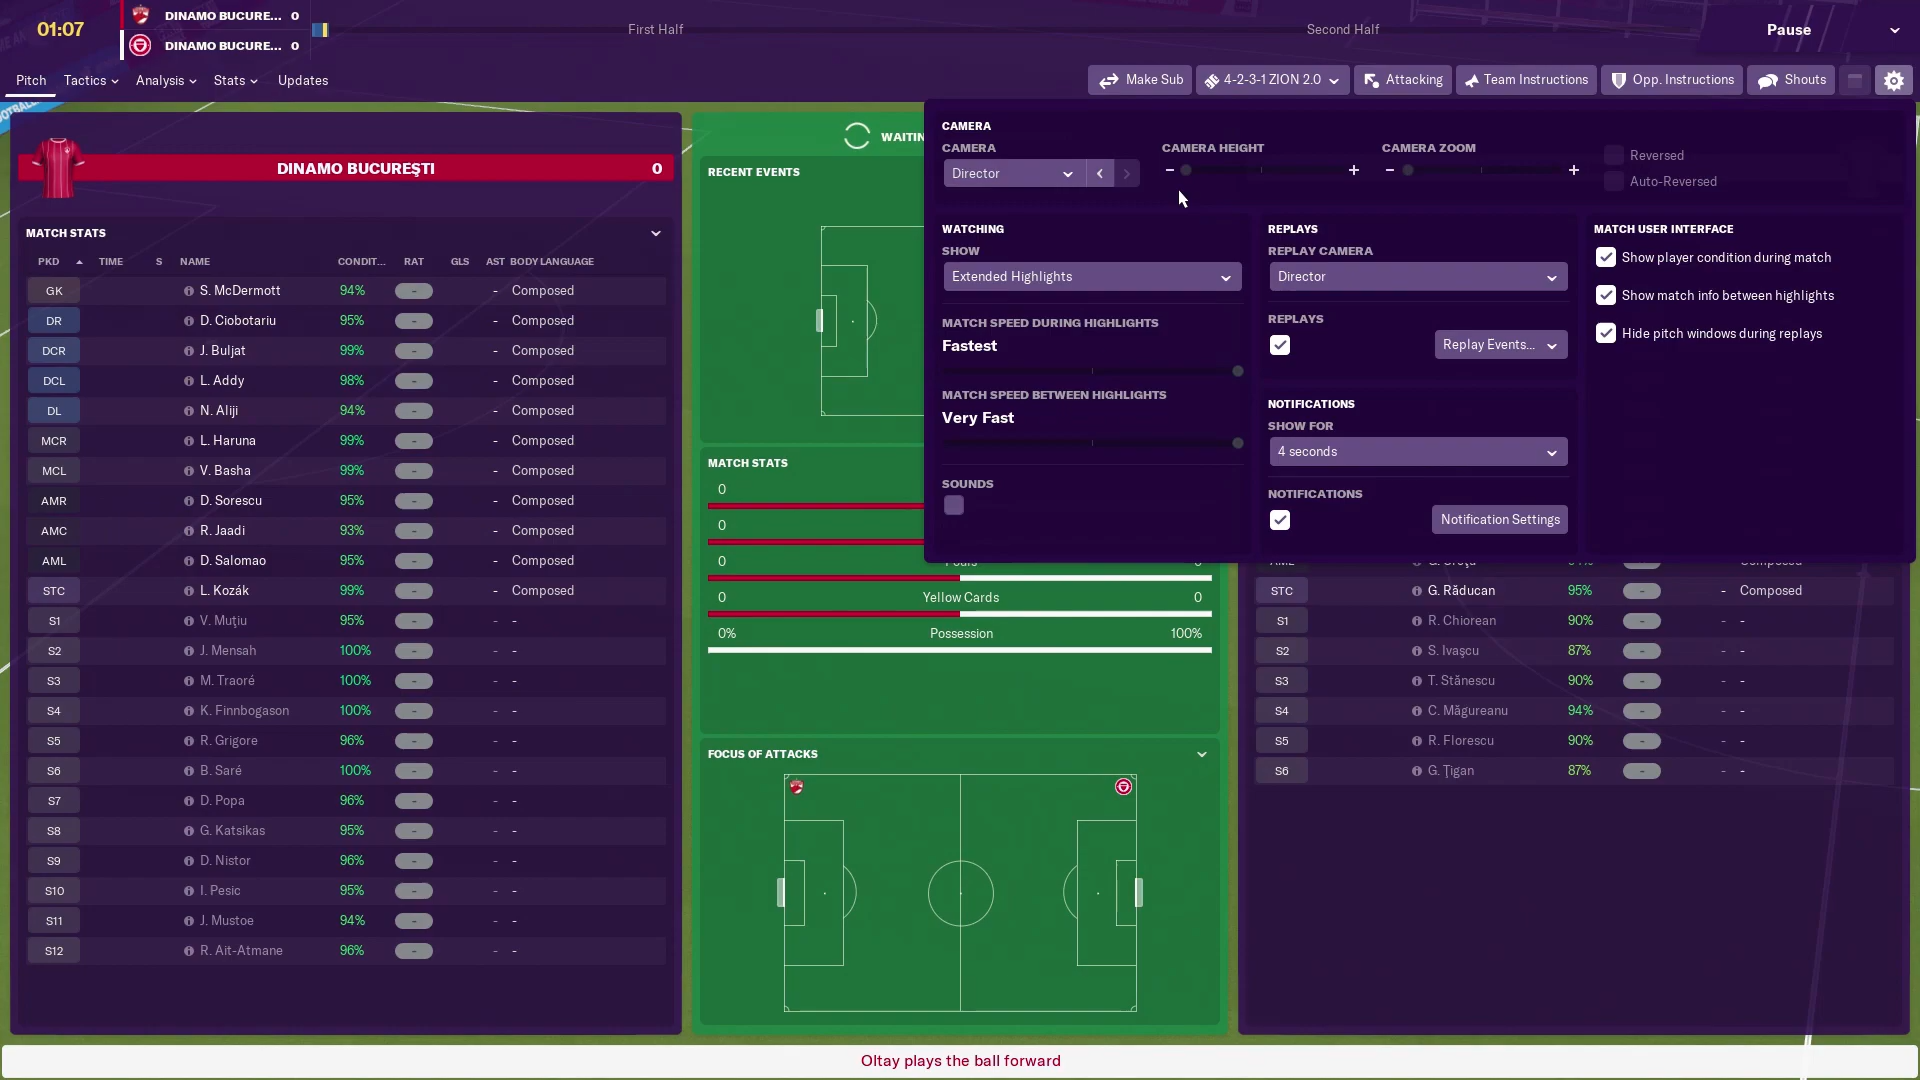 01:07
DINAMO BUCURE... 0
DINAMO BUCURE... 0
First Half
Second Half
Pause
Pitch
Tactics
Analysis
Stats
Updates
Make Sub
4-2-3-1 ZION 2.0
Attacking
Team Instructions
Opp. Instructions
Shouts
DINAMO BUCUREŞTI 0
MATCH STATS
PKD TIME S NAME CONDIT... RAT GLS AST BODY LANGUAGE
GK S. McDermott 94% - - Composed
DR D. Ciobotariu 95% - - Composed
DCR J. Buljat 99% - - Composed
DCL L. Addy 98% - - Composed
DL N. Aliji 94% - - Composed
MCR L. Haruna 99% - - Composed
MCL V. Basha 99% - - Composed
AMR D. Sorescu 95% - - Composed
AMC R. Jaadi 93% - - Composed
AML D. Salomao 95% - - Composed
STC L. Kozák 99% - - Composed
S1 V. Muţiu 95% - - -
S2 J. Mensah 100% - - -
S3 M. Traoré 100% - - -
S4 K. Finnbogason 100% - - -
S5 R. Grigore 96% - - -
S6 B. Saré 100% - - -
S7 D. Popa 96% - - -
S8 G. Katsikas 95% - - -
S9 D. Nistor 96% - - -
S10 I. Pesic 95% - - -
S11 J. Mustoe 94% - - -
S12 R. Ait-Atmane 96% - - -
WAITIN
RECENT EVENTS
MATCH STATS
0
0
0
0 Yellow Cards 0
0% Possession 100%
FOCUS OF ATTACKS
CAMERA
CAMERA
Director
CAMERA HEIGHT
- +
CAMERA ZOOM
- +
Reversed
Auto-Reversed
WATCHING
SHOW
Extended Highlights
MATCH SPEED DURING HIGHLIGHTS
Fastest
MATCH SPEED BETWEEN HIGHLIGHTS
Very Fast
SOUNDS
REPLAYS
REPLAY CAMERA
Director
REPLAYS
Replay Events...
NOTIFICATIONS
SHOW FOR
4 seconds
NOTIFICATIONS
Notification Settings
MATCH USER INTERFACE
Show player condition during match
Show match info between highlights
Hide pitch windows during replays
STC G. Răducan 95% - - Composed
S1 R. Chiorean 90% - - -
S2 S. Ivaşcu 87% - - -
S3 T. Stănescu 90% - - -
S4 C. Măgureanu 94% - - -
S5 R. Florescu 90% - - -
S6 G. Ţigan 87% - - -
Oltay plays the ball forward